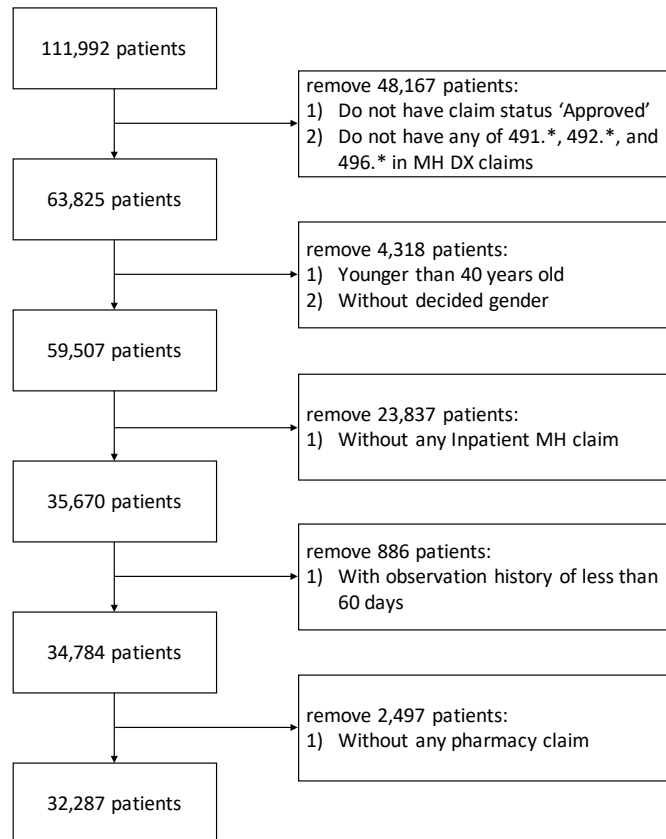 111,992 patients
remove 48,167 patients:
1) Do not have claim status ‘Approved’
2) Do not have any of 491.*, 492.*, and
496.* in MH DX claims
63,825 patients
remove 4,318 patients:
1) Younger than 40 years old
2) Without decided gender
59,507 patients
remove 23,837 patients:
1) Without any Inpatient MH claim
35,670 patients
remove 886 patients:
1) With observation history of less than
60 days
34,784 patients
remove 2,497 patients:
1) Without any pharmacy claim
32,287 patients